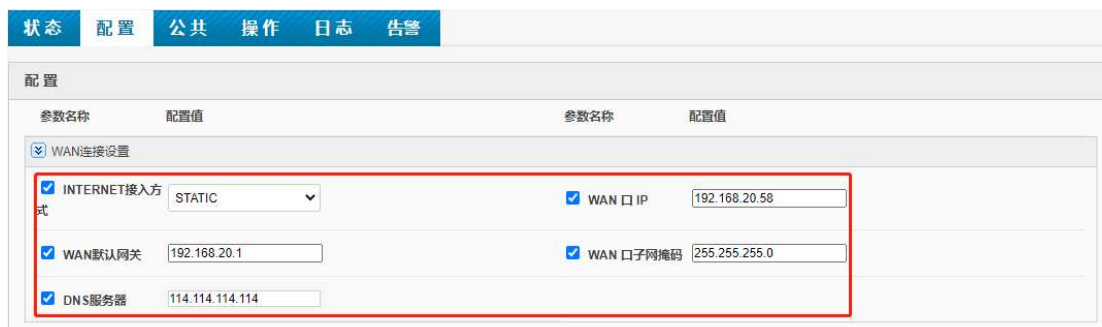 状态 配置 公共 操作 日志 告警
配置
参数名称 配置值 参数名称 配置值
WAN连接设置
INTERNET接入方式 STATIC WAN 口 IP 192.168.20.58
WAN默认网关 192.168.20.1 WAN 口子网掩码 255.255.255.0
DNS服务器 114.114.114.114